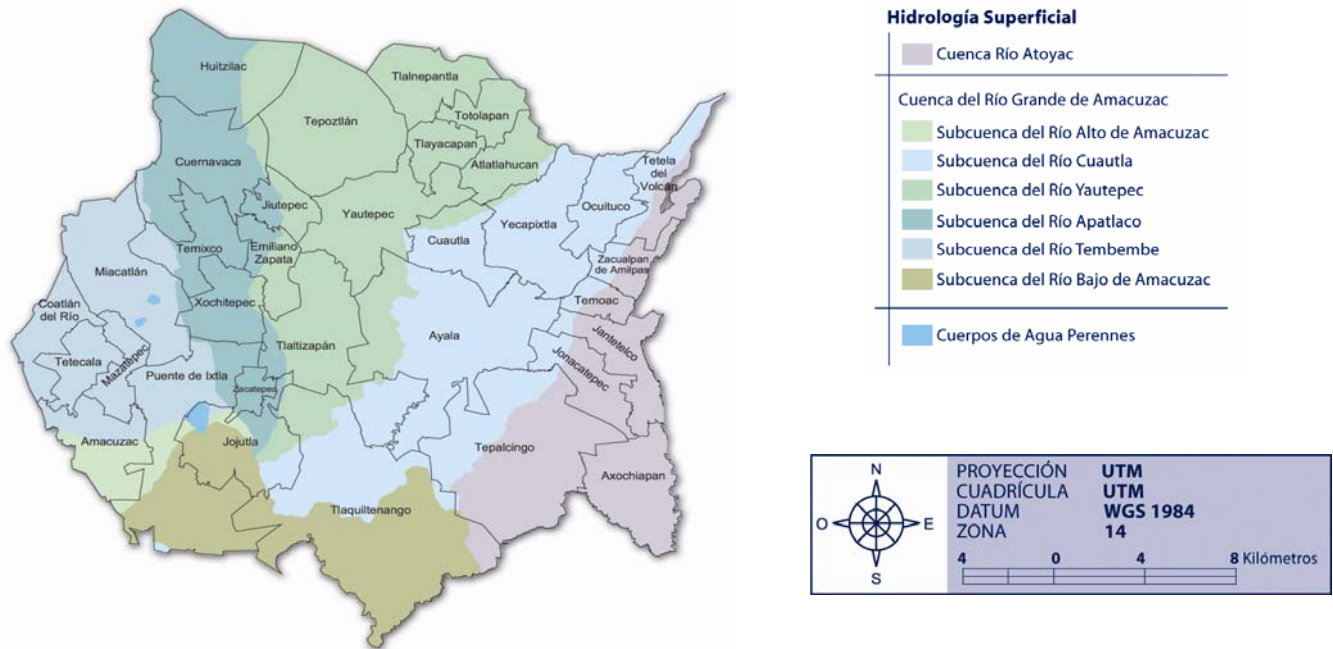 Huitzilac
Tlalnepantla
Tepoztlán
Totolapan
Tlayacapan
Atlatlahucan
Cuernavaca
Tetela
del
Volcán
Jiutepec
Yautepec
Ocuituco
Yecapixtla
Cuautla
Temixco
Emiliano
Zapata
Zacualpan
de Amilpas
Miacatlán
Temoac
Coatlán
del Río
Xochitepec
Ayala
Jantetelco
Tlaltizapán
Jonacatepec
Tetecala
Mazatepec
Puente de Ixtla
Zacatepec
Amacuzac
Jojutla
Tepalcingo
Axochiapan
Tlaquiltenango
Hidrología Superficial
Cuenca Río Atoyac
Cuenca del Río Grande de Amacuzac
Subcuenca del Río Alto de Amacuzac
Subcuenca del Río Cuautla
Subcuenca del Río Yautepec
Subcuenca del Río Apatlaco
Subcuenca del Río Tembembe
Subcuenca del Río Bajo de Amacuzac
Cuerpos de Agua Perennes
N
O
E
S
PROYECCIÓN UTM
CUADRÍCULA UTM
DATUM WGS 1984
ZONA 14
4 0 4 8 Kilómetros